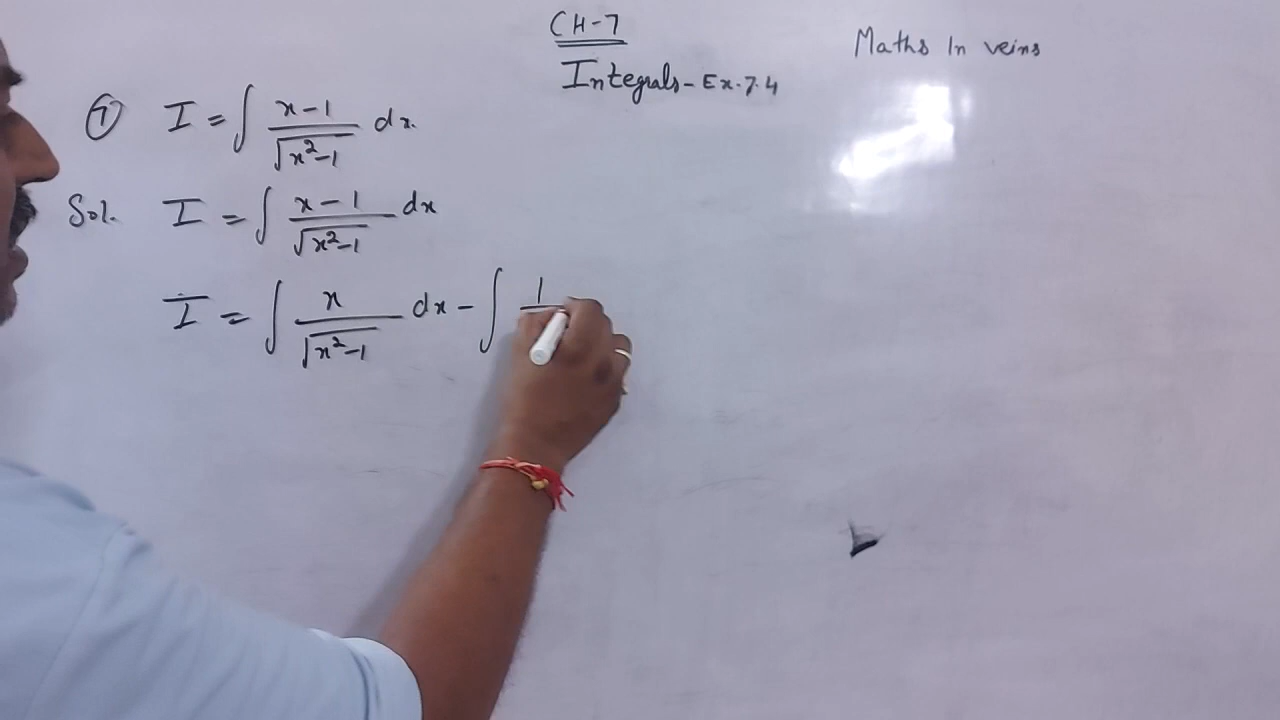 CH-7
Integrals - Ex. 7.4
Maths In veins
⑦ I = ∫ x-1 / √(x²-1) dx.
Sol. I = ∫ x-1 / √(x²-1) dx
I = ∫ x / √(x²-1) dx - ∫ 1